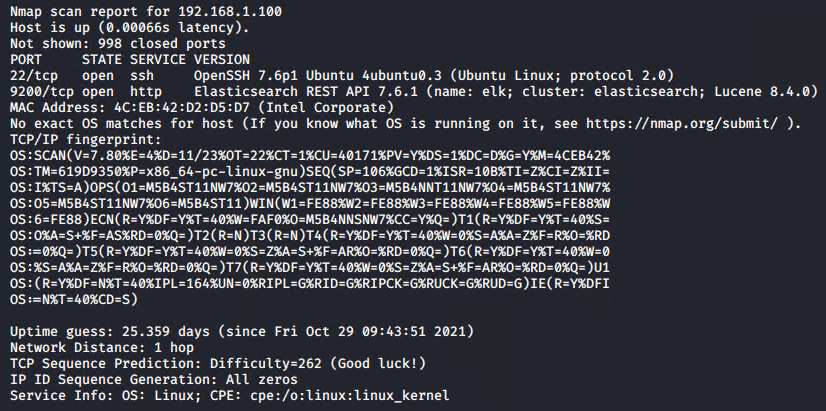 Nmap scan report for 192.168.1.100
Host is up (0.00066s latency).
Not shown: 998 closed ports
PORT     STATE SERVICE VERSION
22/tcp   open  ssh     OpenSSH 7.6p1 Ubuntu 4ubuntu0.3 (Ubuntu Linux; protocol 2.0)
9200/tcp open  http    Elasticsearch REST API 7.6.1 (name: elk; cluster: elasticsearch; Lucene 8.4.0)
MAC Address: 4C:EB:42:D2:D5:D7 (Intel Corporate)
No exact OS matches for host (If you know what OS is running on it, see https://nmap.org/submit/ ).
TCP/IP fingerprint:
OS:SCAN(V=7.80%E=4%D=11/23%OT=22%CT=1%CU=40171%PV=Y%DS=1%DC=D%G=Y%M=4CEB42%
OS:TM=619D9350%P=x86_64-pc-linux-gnu)SEQ(SP=106%GCD=1%ISR=10B%TI=Z%CI=Z%II=
OS:I%TS=A)OPS(O1=M5B4ST11NW7%O2=M5B4ST11NW7%O3=M5B4NNT11NW7%O4=M5B4ST11NW7%
OS:O5=M5B4ST11NW7%O6=M5B4ST11)WIN(W1=FE88%W2=FE88%W3=FE88%W4=FE88%W5=FE88%W
OS:6=FE88)ECN(R=Y%DF=Y%T=40%W=FAF0%O=M5B4NNSNW7%CC=Y%Q=)T1(R=Y%DF=Y%T=40%S=
OS:O%A=S+%F=AS%RD=0%Q=)T2(R=N)T3(R=N)T4(R=Y%DF=Y%T=40%W=0%S=A%A=Z%F=R%O=%RD
OS:=0%Q=)T5(R=Y%DF=Y%T=40%W=0%S=Z%A=S+%F=AR%O=%RD=0%Q=)T6(R=Y%DF=Y%T=40%W=0
OS:%S=A%A=Z%F=R%O=%RD=0%Q=)T7(R=Y%DF=Y%T=40%W=0%S=Z%A=S+%F=AR%O=%RD=0%Q=)U1
OS:(R=Y%DF=N%T=40%IPL=164%UN=0%RIPL=G%RID=G%RIPCK=G%RUCK=G%RUD=G)IE(R=Y%DFI
OS:=N%T=40%CD=S)

Uptime guess: 25.359 days (since Fri Oct 29 09:43:51 2021)
Network Distance: 1 hop
TCP Sequence Prediction: Difficulty=262 (Good luck!)
IP ID Sequence Generation: All zeros
Service Info: OS: Linux; CPE: cpe:/o:linux:linux_kernel